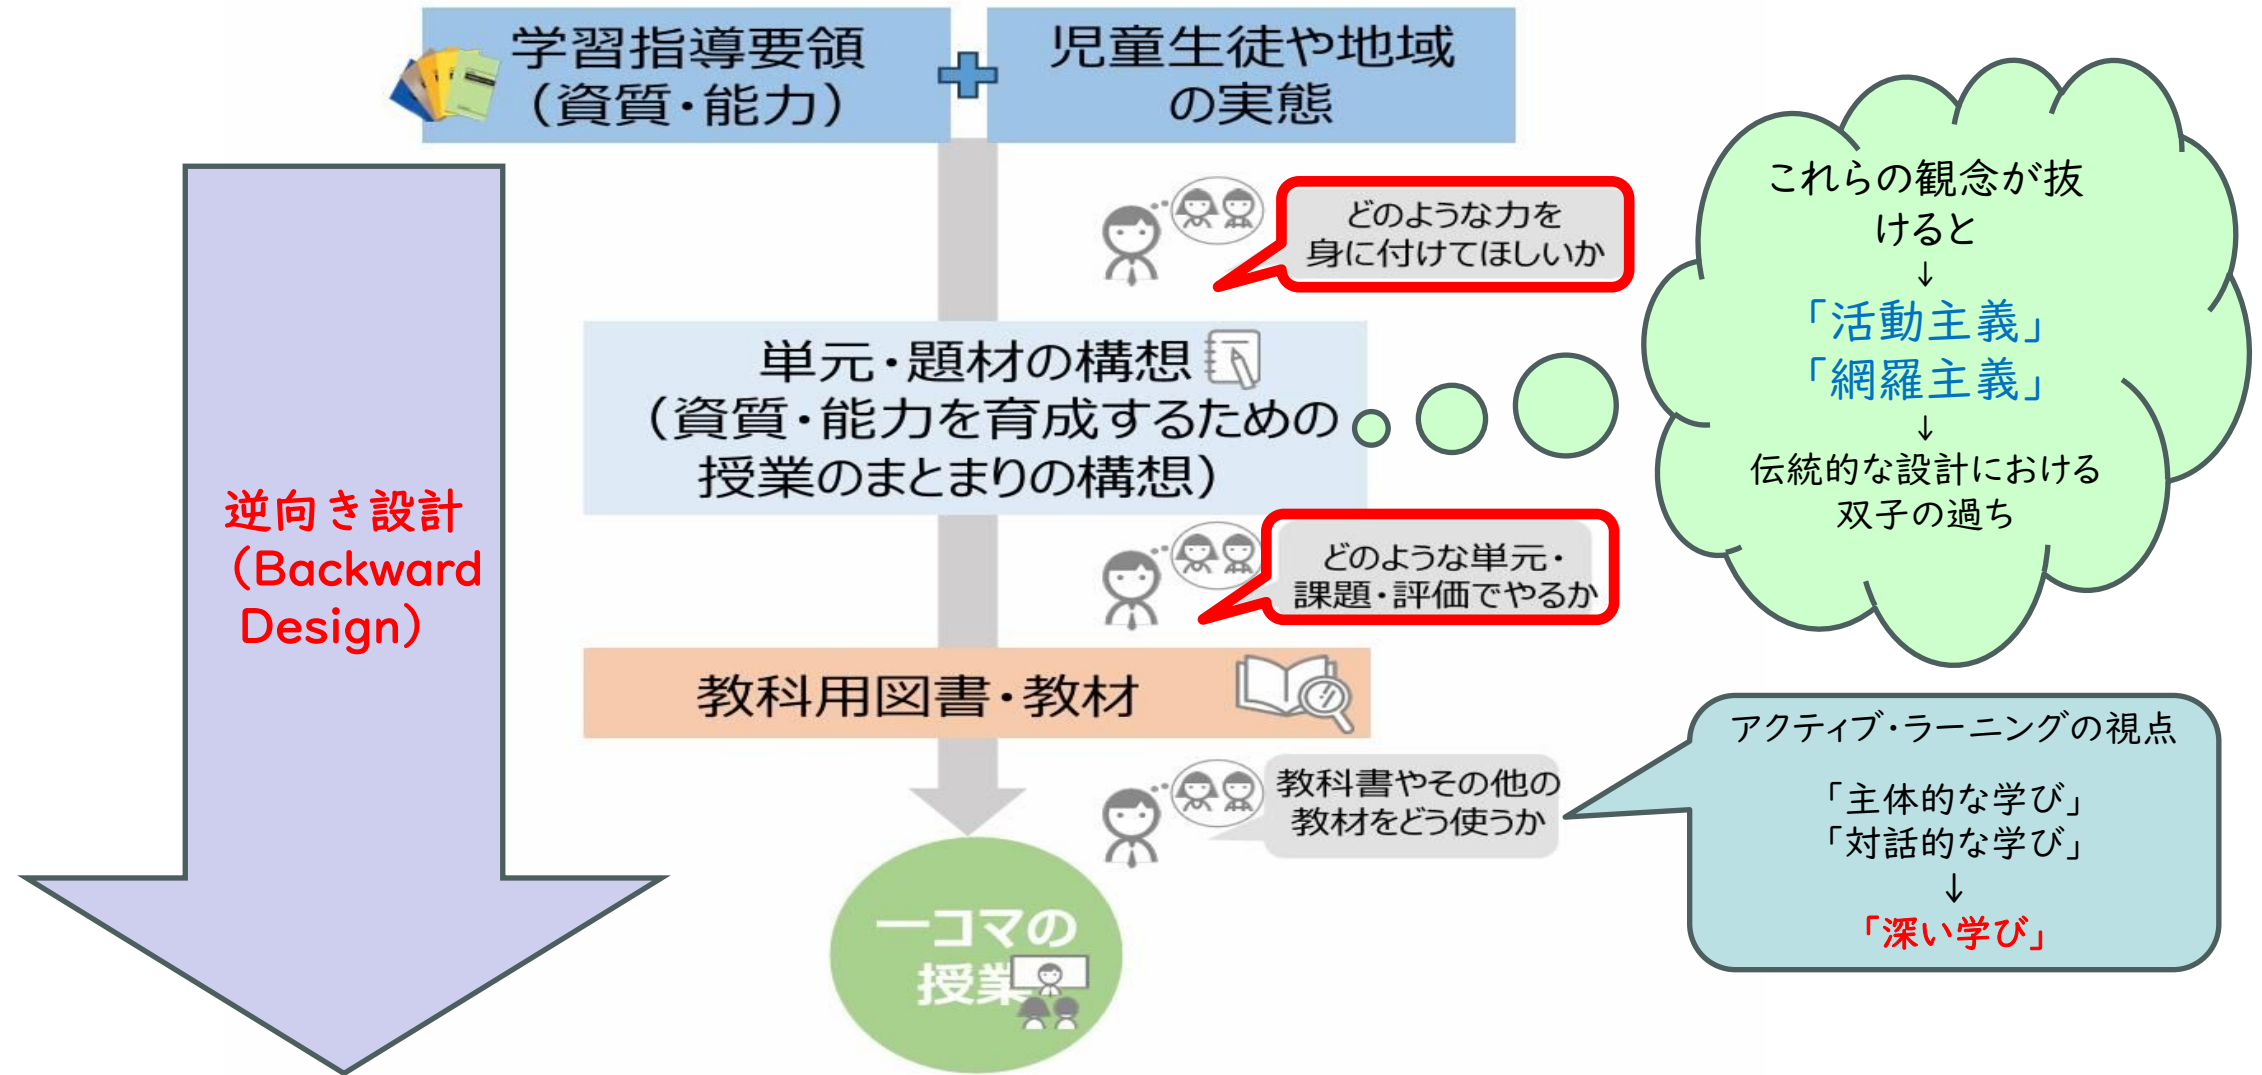 学習指導要領
（資質・能力）
児童生徒や地域
の実態
どのような力を
身に付けてほしいか
単元・題材の構想
（資質・能力を育成するための
授業のまとまりの構想）
どのような単元・
課題・評価でやるか
教科用図書・教材
教科書やその他の
教材をどう使うか
一コマの
授業
逆向き設計
（Backward
Design）
これらの観念が抜
けると
↓
「活動主義」
「網羅主義」
↓
伝統的な設計における
双子の過ち
アクティブ・ラーニングの視点
「主体的な学び」
「対話的な学び」
↓
「深い学び」